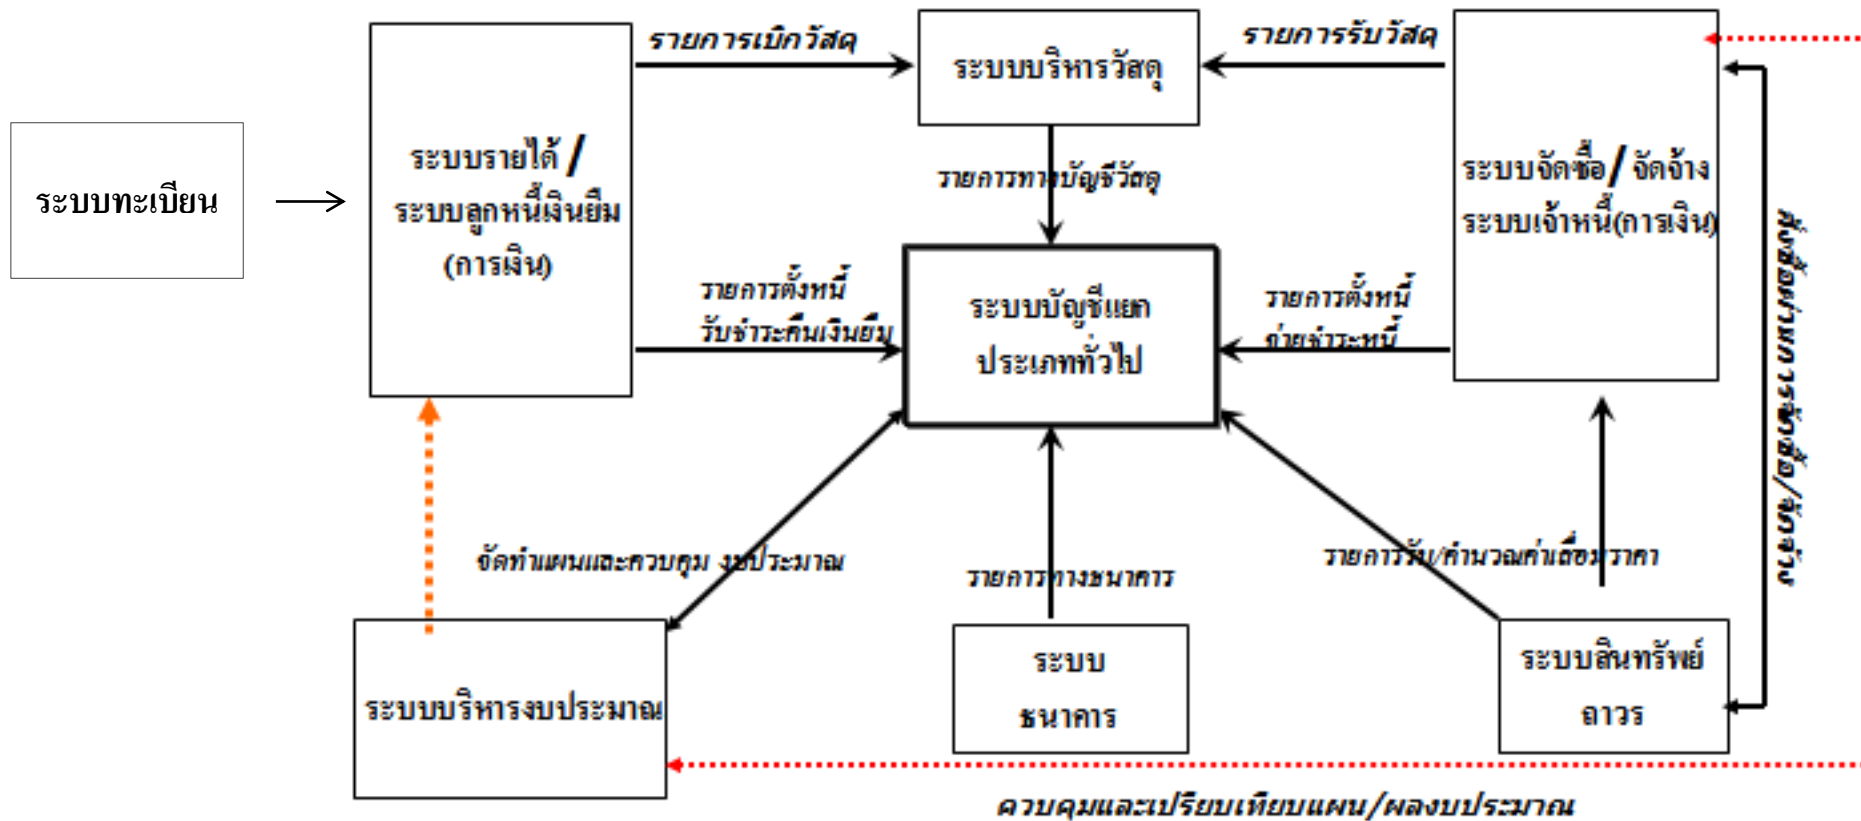 รายการเบิกวัสดุ
ระบบบริหารวัสดุ
รายการรับวัสดุ
ระบบทะเบียน
ระบบรายได้ /
ระบบลูกหนี้เงินยืม
(การเงิน)
รายการทางบัญชีวัสดุ
ระบบจัดซื้อ/ จัดจ้าง
ระบบเจ้าหนี้(การเงิน)
รายการตั้งหนี้
รับชำระคืนเงินยืม
ระบบบัญชีแยก
ประเภททั่วไป
รายการตั้งหนี้
จ่ายชำระหนี้
สั่งซื้อผ่านการจัดซื้อ/จัดจ้าง
จัดทำแผนและควบคุม งบประมาณ
รายการทางธนาคาร
รายการรับ/คำนวณค่าเสื่อมราคา
ระบบบริหารงบประมาณ
ระบบ
ธนาคาร
ระบบสินทรัพย์
ถาวร
ควบคุมและเปรียบเทียบแผน/ผลงบประมาณ